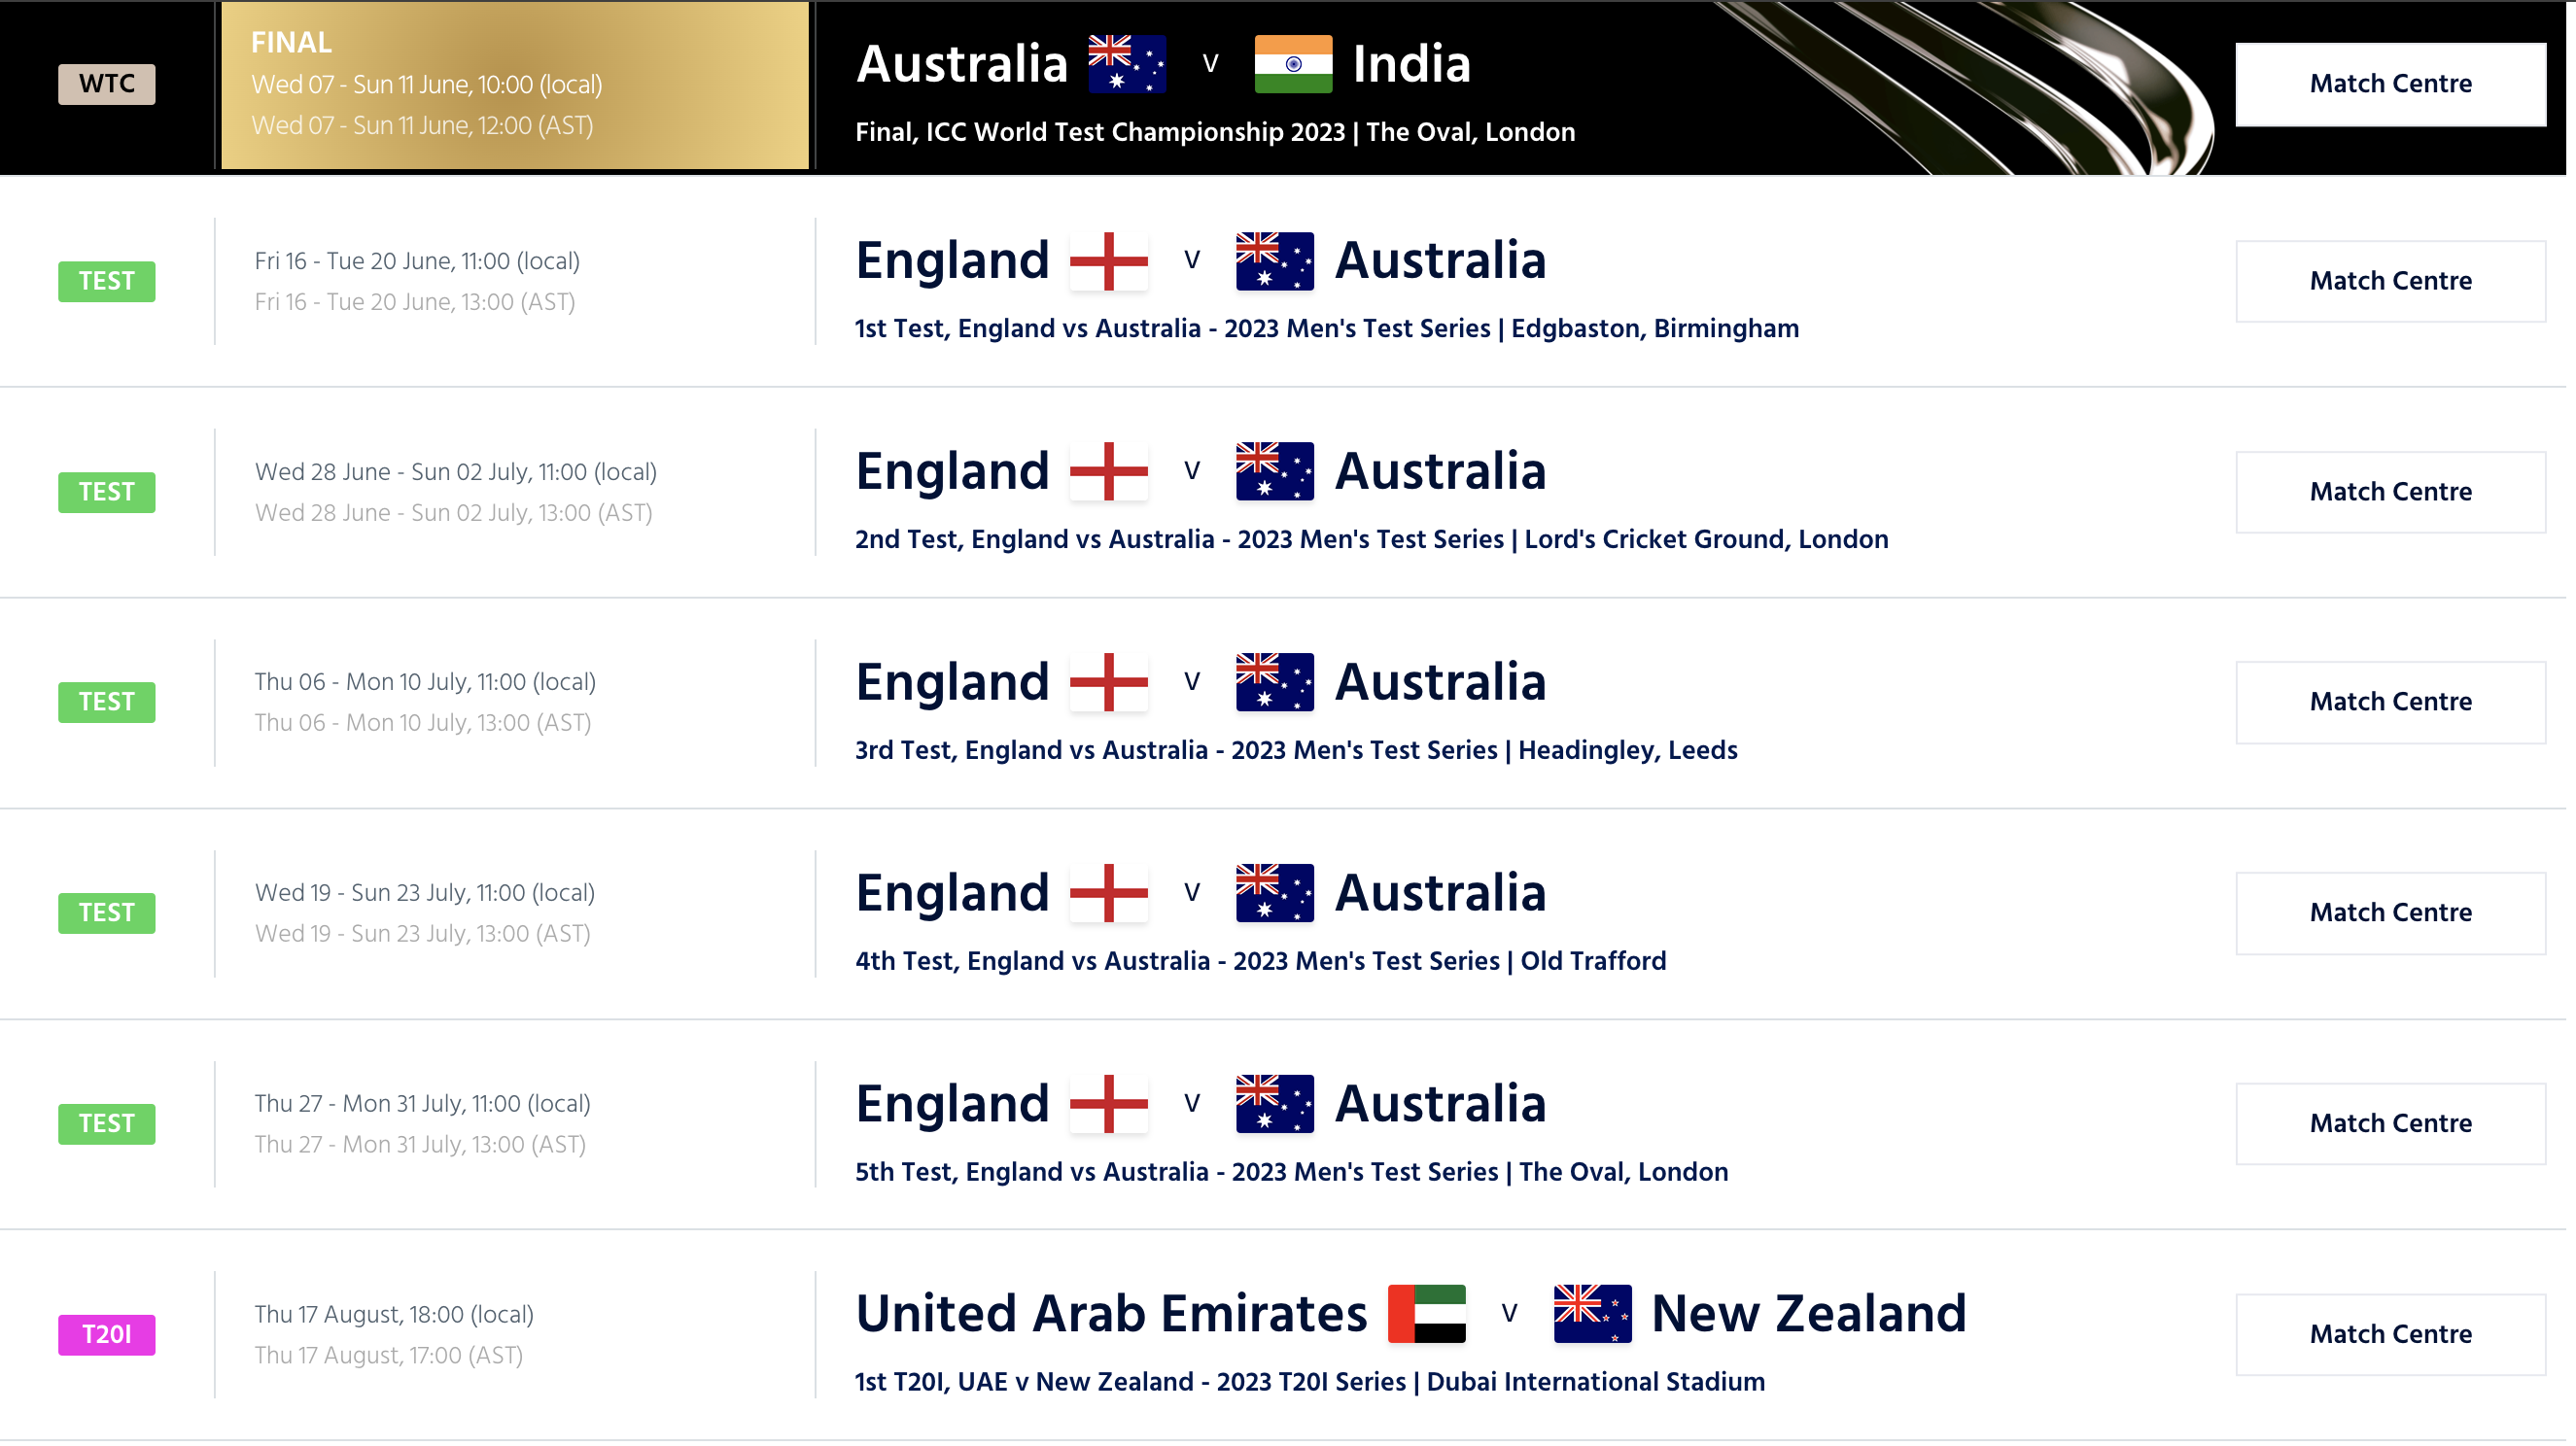 WTC
FINAL
Wed 07 - Sun 11 June, 10:00 (local)
Wed 07 - Sun 11 June, 12:00 (AST)
Australia v India
Final, ICC World Test Championship 2023 | The Oval, London
Match Centre
TEST
Fri 16 - Tue 20 June, 11:00 (local)
Fri 16 - Tue 20 June, 13:00 (AST)
England v Australia
1st Test, England vs Australia - 2023 Men's Test Series | Edgbaston, Birmingham
Match Centre
TEST
Wed 28 June - Sun 02 July, 11:00 (local)
Wed 28 June - Sun 02 July, 13:00 (AST)
England v Australia
2nd Test, England vs Australia - 2023 Men's Test Series | Lord's Cricket Ground, London
Match Centre
TEST
Thu 06 - Mon 10 July, 11:00 (local)
Thu 06 - Mon 10 July, 13:00 (AST)
England v Australia
3rd Test, England vs Australia - 2023 Men's Test Series | Headingley, Leeds
Match Centre
TEST
Wed 19 - Sun 23 July, 11:00 (local)
Wed 19 - Sun 23 July, 13:00 (AST)
England v Australia
4th Test, England vs Australia - 2023 Men's Test Series | Old Trafford
Match Centre
TEST
Thu 27 - Mon 31 July, 11:00 (local)
Thu 27 - Mon 31 July, 13:00 (AST)
England v Australia
5th Test, England vs Australia - 2023 Men's Test Series | The Oval, London
Match Centre
T20I
Thu 17 August, 18:00 (local)
Thu 17 August, 17:00 (AST)
United Arab Emirates v New Zealand
1st T20I, UAE v New Zealand - 2023 T20I Series | Dubai International Stadium
Match Centre